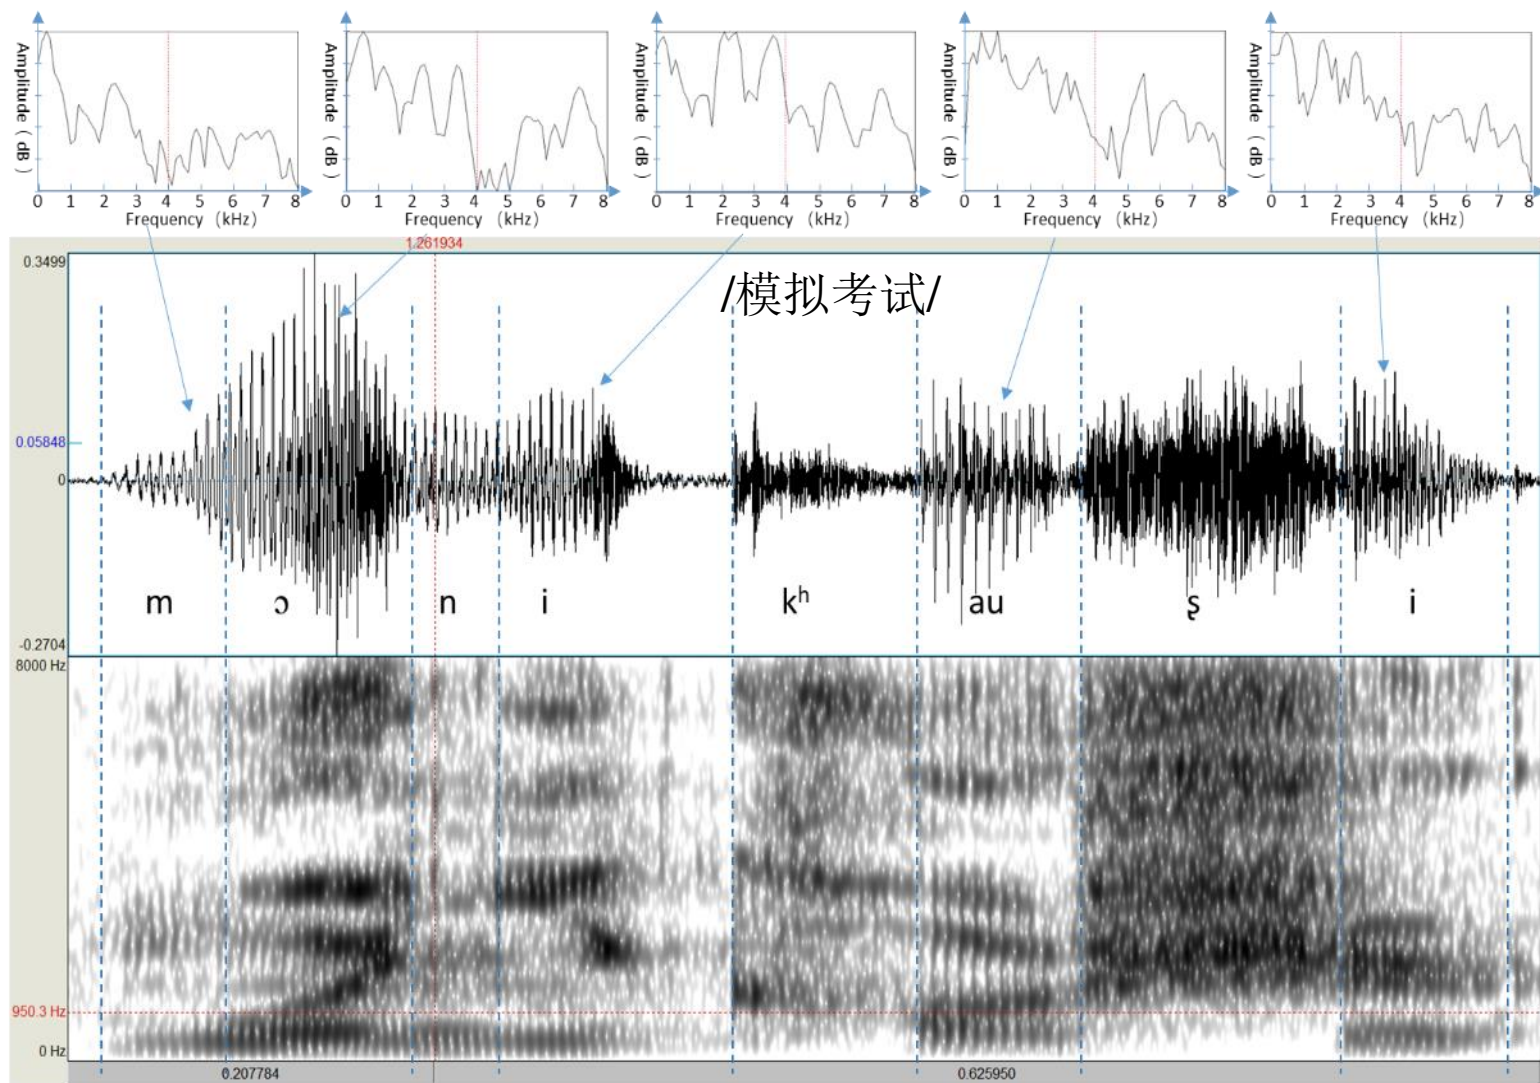 Amplitude（dB）
0 1 2 3 4 5 6 7 8
Frequency （kHz）
Amplitude（dB）
0 1 2 3 4 5 6 7 8
Frequency （kHz）
Amplitude（dB）
0 1 2 3 4 5 6 7 8
Frequency （kHz）
Amplitude（dB）
0 1 2 3 4 5 6 7 8
Frequency （kHz）
Amplitude（dB）
0 1 2 3 4 5 6 7 8
Frequency （kHz）
1.261934
0.3499
/模拟考试/
0.05848
0
m ɔ n i kʰ au ʂ i
-0.2704
8000 Hz
950.3 Hz
0 Hz
0.207784 0.625950